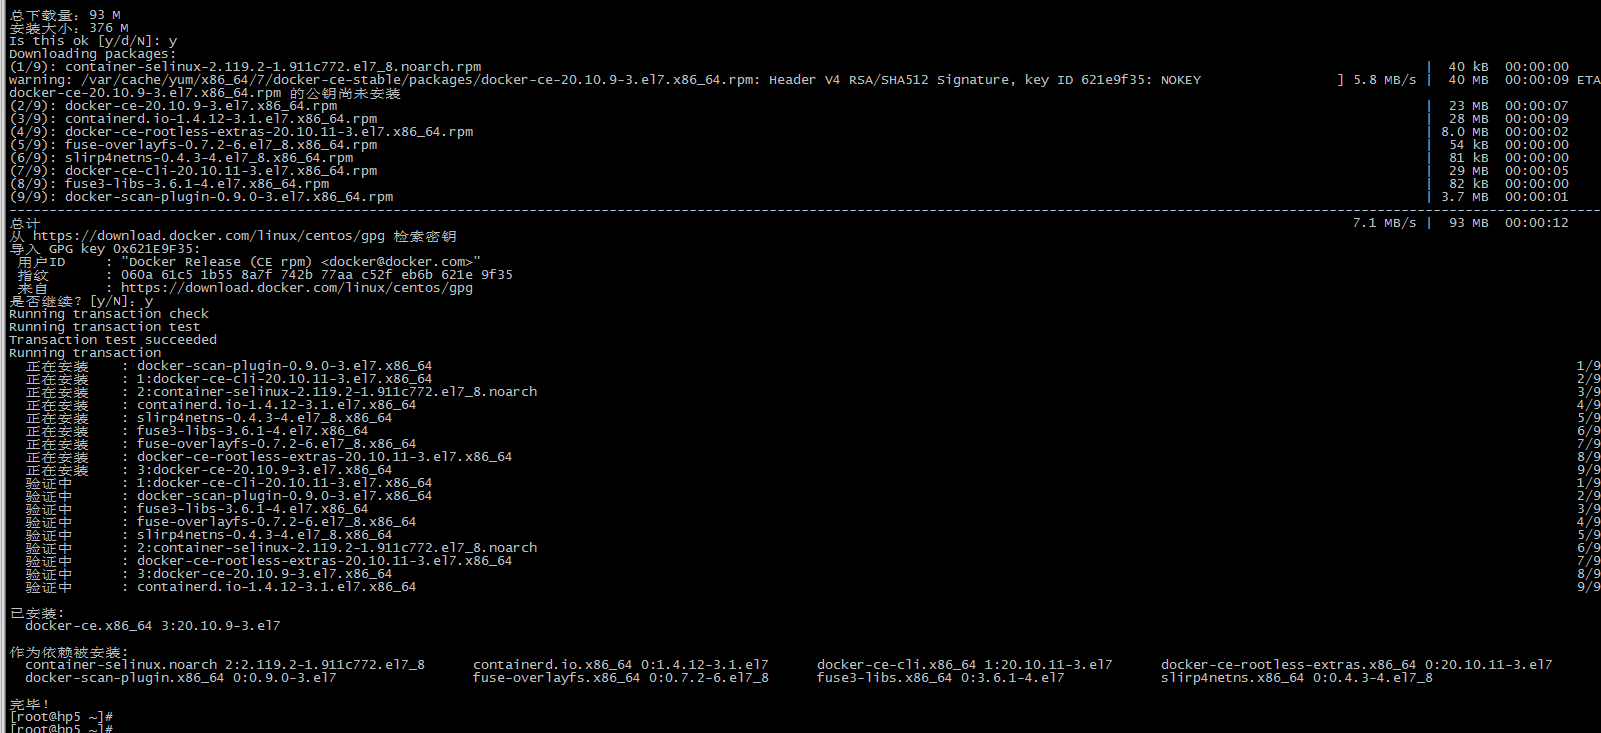 总下载量：93 M
安装大小：376 M
Is this ok [y/d/N]: y
Downloading packages:
(1/9): container-selinux-2.119.2-1.911c772.el7_8.noarch.rpm | 40 kB 00:00:00
warning: /var/cache/yum/x86_64/7/docker-ce-stable/packages/docker-ce-20.10.9-3.el7.x86_64.rpm: Header V4 RSA/SHA512 Signature, key ID 621e9f35: NOKEY ] 5.8 MB/s | 40 MB 00:00:09 ETA
docker-ce-20.10.9-3.el7.x86_64.rpm 的公钥尚未安装
(2/9): docker-ce-20.10.9-3.el7.x86_64.rpm | 23 MB 00:00:07
(3/9): containerd.io-1.4.12-3.1.el7.x86_64.rpm | 28 MB 00:00:09
(4/9): docker-ce-rootless-extras-20.10.11-3.el7.x86_64.rpm | 8.0 MB 00:00:02
(5/9): fuse-overlayfs-0.7.2-6.el7_8.x86_64.rpm | 54 kB 00:00:00
(6/9): slirp4netns-0.4.3-4.el7_8.x86_64.rpm | 81 kB 00:00:00
(7/9): docker-ce-cli-20.10.11-3.el7.x86_64.rpm | 29 MB 00:00:05
(8/9): fuse3-libs-3.6.1-4.el7.x86_64.rpm | 82 kB 00:00:00
(9/9): docker-scan-plugin-0.9.0-3.el7.x86_64.rpm | 3.7 MB 00:00:01
总计 7.1 MB/s | 93 MB 00:00:12
从 https://download.docker.com/linux/centos/gpg 检索密钥
导入 GPG key 0x621E9F35:
用户ID : "Docker Release (CE rpm) <docker@docker.com>"
指纹 : 060a 61c5 1b55 8a7f 742b 77aa c52f eb6b 621e 9f35
来自 : https://download.docker.com/linux/centos/gpg
是否继续？[y/N]：y
Running transaction check
Running transaction test
Transaction test succeeded
Running transaction
正在安装 : docker-scan-plugin-0.9.0-3.el7.x86_64 1/9
正在安装 : 1:docker-ce-cli-20.10.11-3.el7.x86_64 2/9
正在安装 : 2:container-selinux-2.119.2-1.911c772.el7_8.noarch 3/9
正在安装 : containerd.io-1.4.12-3.1.el7.x86_64 4/9
正在安装 : slirp4netns-0.4.3-4.el7_8.x86_64 5/9
正在安装 : fuse3-libs-3.6.1-4.el7.x86_64 6/9
正在安装 : fuse-overlayfs-0.7.2-6.el7_8.x86_64 7/9
正在安装 : docker-ce-rootless-extras-20.10.11-3.el7.x86_64 8/9
正在安装 : 3:docker-ce-20.10.9-3.el7.x86_64 9/9
验证中 : 1:docker-ce-cli-20.10.11-3.el7.x86_64 1/9
验证中 : docker-scan-plugin-0.9.0-3.el7.x86_64 2/9
验证中 : fuse3-libs-3.6.1-4.el7.x86_64 3/9
验证中 : fuse-overlayfs-0.7.2-6.el7_8.x86_64 4/9
验证中 : slirp4netns-0.4.3-4.el7_8.x86_64 5/9
验证中 : 2:container-selinux-2.119.2-1.911c772.el7_8.noarch 6/9
验证中 : docker-ce-rootless-extras-20.10.11-3.el7.x86_64 7/9
验证中 : 3:docker-ce-20.10.9-3.el7.x86_64 8/9
验证中 : containerd.io-1.4.12-3.1.el7.x86_64 9/9
已安装:
docker-ce.x86_64 3:20.10.9-3.el7
作为依赖被安装:
container-selinux.noarch 2:2.119.2-1.911c772.el7_8 containerd.io.x86_64 0:1.4.12-3.1.el7 docker-ce-cli.x86_64 1:20.10.11-3.el7 docker-ce-rootless-extras.x86_64 0:20.10.11-3.el7
docker-scan-plugin.x86_64 0:0.9.0-3.el7 fuse-overlayfs.x86_64 0:0.7.2-6.el7_8 fuse3-libs.x86_64 0:3.6.1-4.el7 slirp4netns.x86_64 0:0.4.3-4.el7_8
完毕！
[root@hp5 ~]#
[root@hp5 ~]#